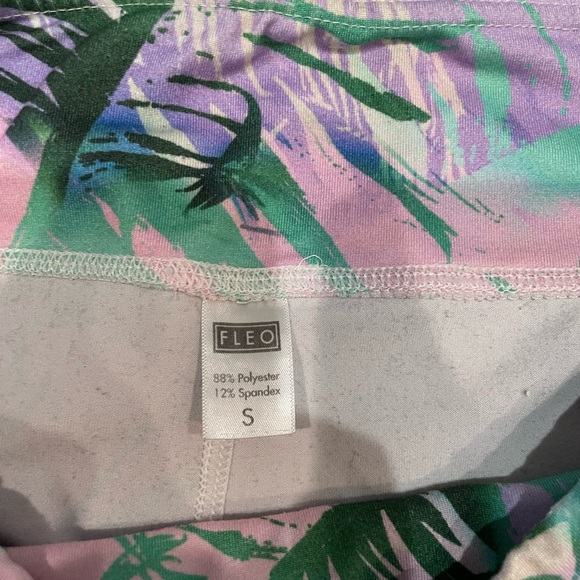 FLEO
88% Polyester
12% Spandex
S